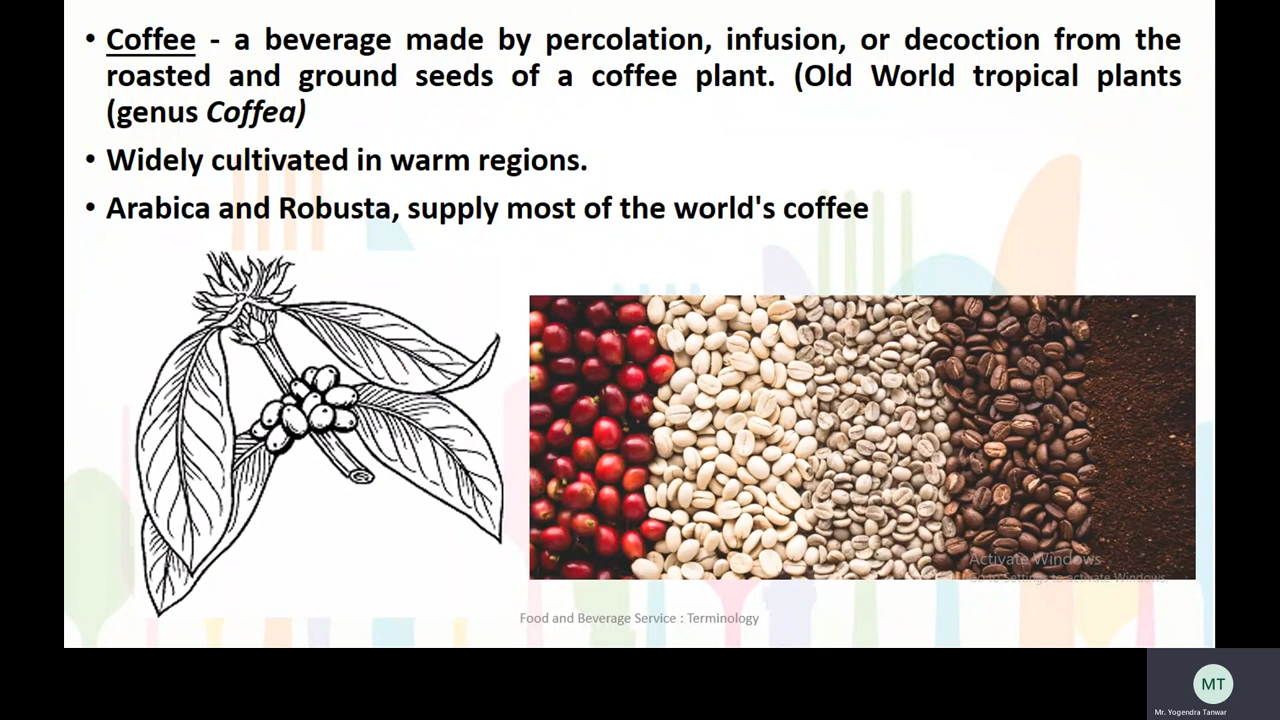 • Coffee - a beverage made by percolation, infusion, or decoction from the
roasted and ground seeds of a coffee plant. (Old World tropical plants
(genus Coffea)
• Widely cultivated in warm regions.
• Arabica and Robusta, supply most of the world's coffee
Activate Windows
Go to Settings to activate Windows.
Food and Beverage Service : Terminology
MT
Mr. Yogendra Tanwar